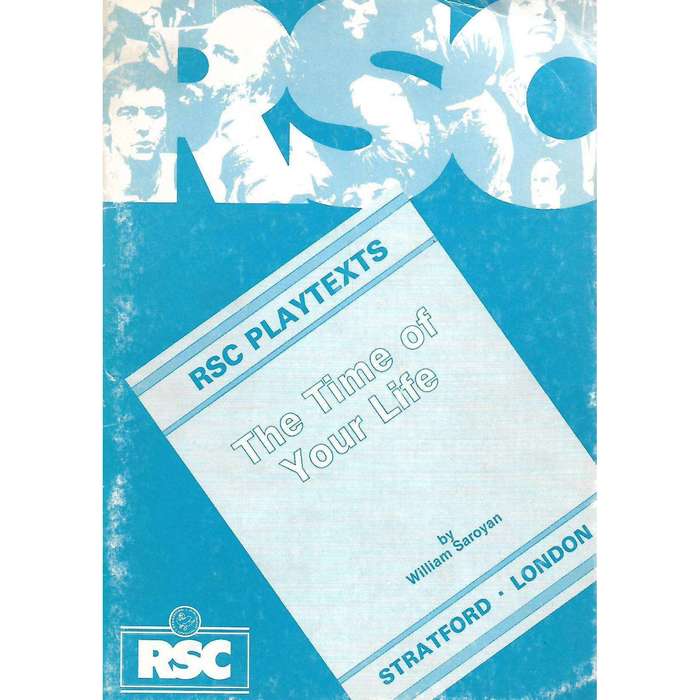 RSC
RSC PLAYTEXTS
The Time of
Your Life
by
William Saroyan
STRATFORD · LONDON
RSC